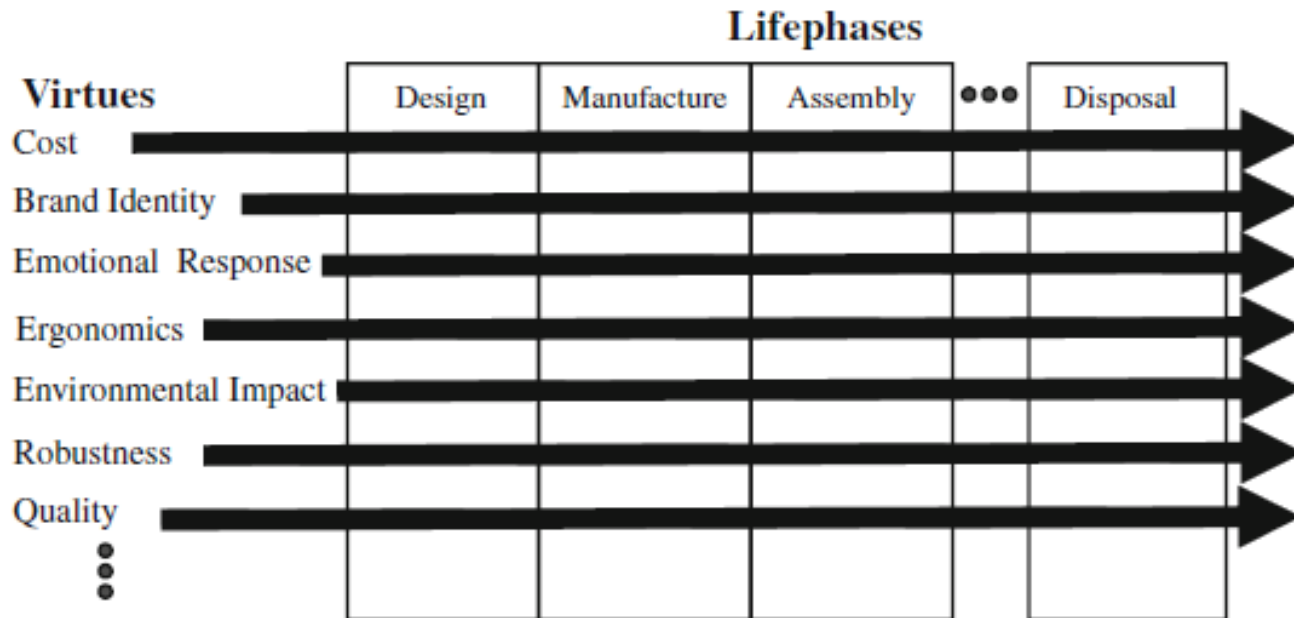 Lifephases
Virtues
Design Manufacture Assembly Disposal
Cost
Brand Identity
Emotional Response
Ergonomics
Environmental Impact
Robustness
Quality